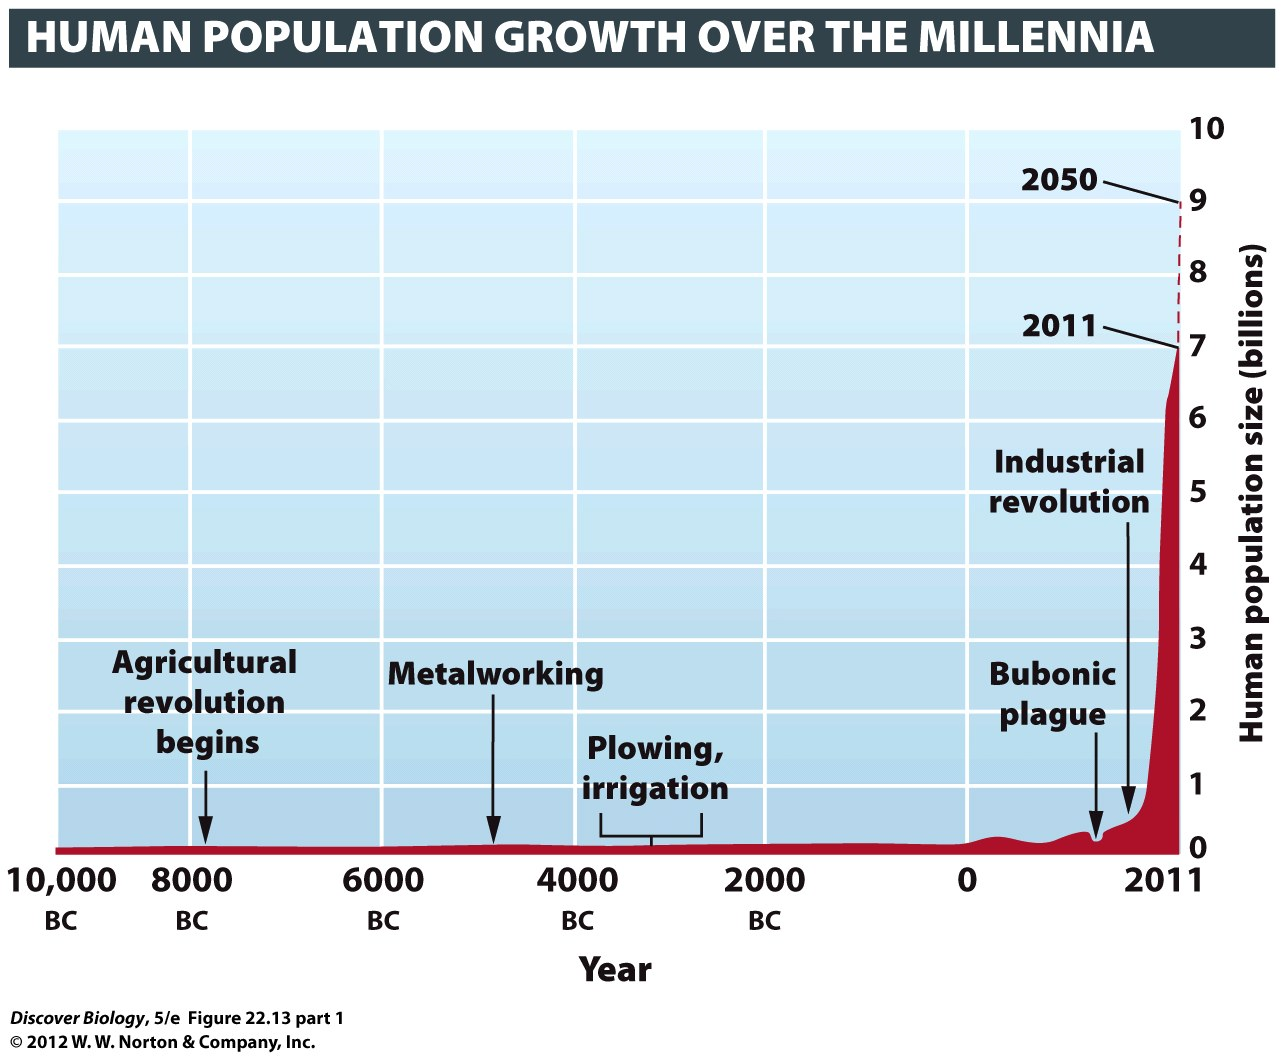 HUMAN POPULATION GROWTH OVER THE MILLENNIA
10
2050
9
8
2011
7
6
Industrial
revolution
5
4
3
Agricultural
revolution
begins
Metalworking
Bubonic
plague
2
Plowing,
irrigation
1
0
Human population size (billions)
10,000 BC
8000 BC
6000 BC
4000 BC
2000 BC
0
2011
Year
Discover Biology, 5/e Figure 22.13 part 1
© 2012 W. W. Norton & Company, Inc.